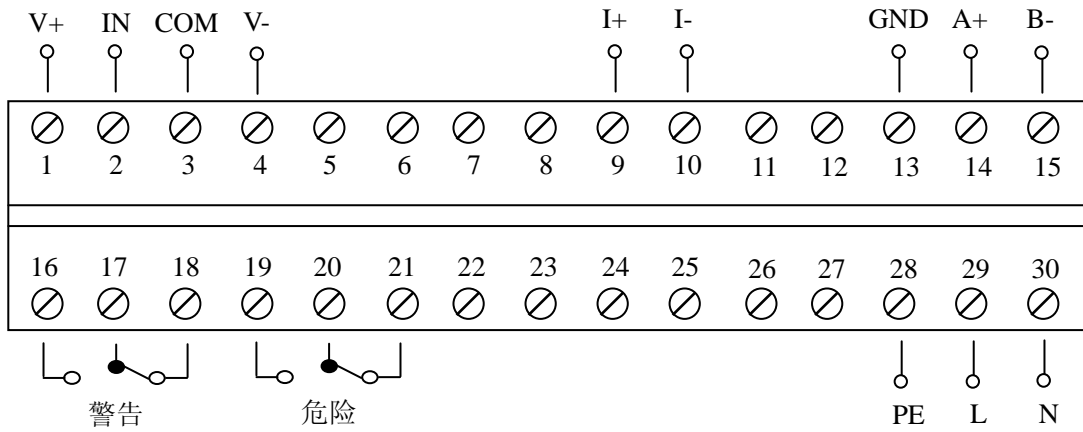 V+ IN COM V- I+ I- GND A+ B-
1 2 3 4 5 6 7 8 9 10 11 12 13 14 15
16 17 18 19 20 21 22 23 24 25 26 27 28 29 30
警告 危险 PE L N